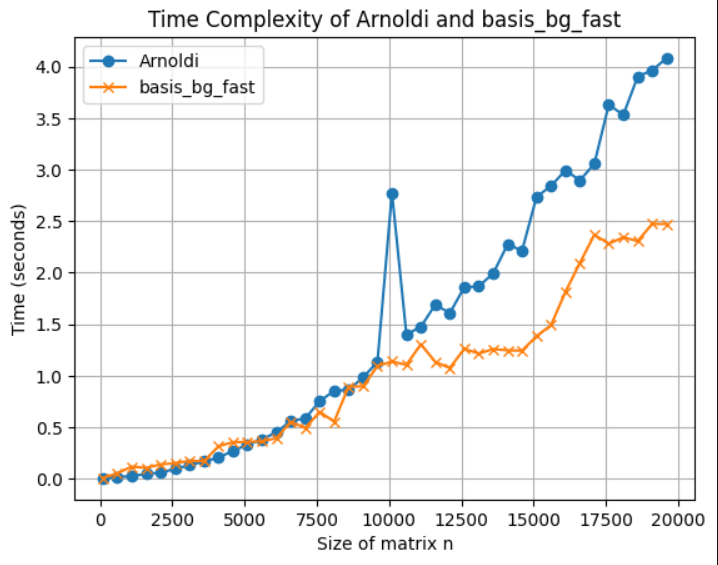 Time Complexity of Arnoldi and basis_bg_fast
Arnoldi
basis_bg_fast
Time (seconds)
4.0
3.5
3.0
2.5
2.0
1.5
1.0
0.5
0.0
0 2500 5000 7500 10000 12500 15000 17500 20000
Size of matrix n